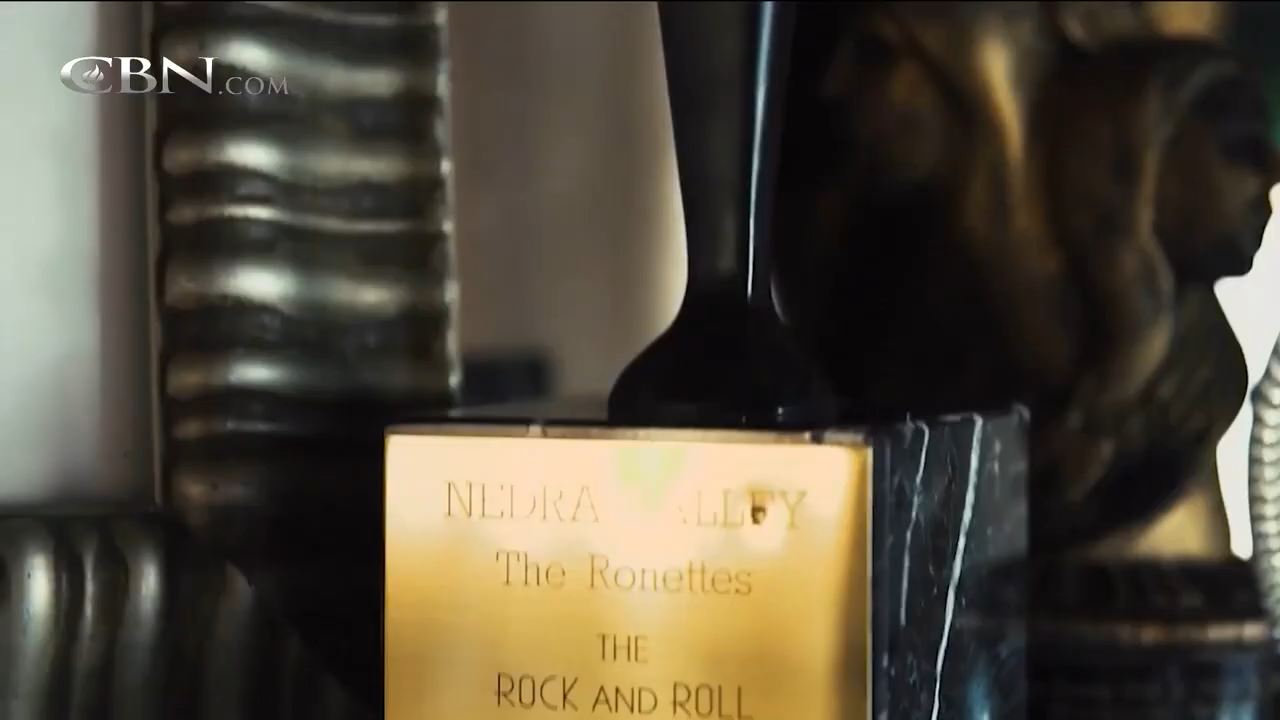 CBN.COM
NEDRA
The Ronettes
THE
ROCK AND ROLL